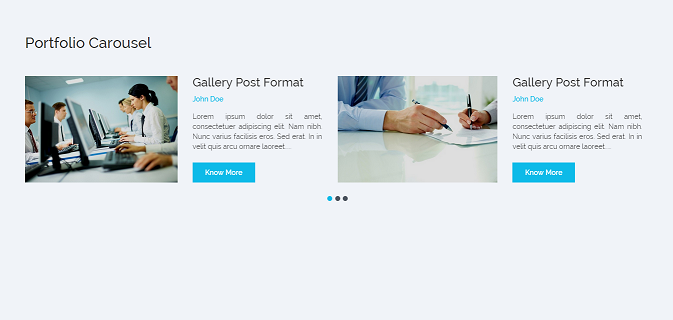 Portfolio Carousel
Gallery Post Format
John Doe
Lorem ipsum dolor sit amet,
consectetuer adipiscing elit. Nam nibh.
Nunc varius facilisis eros. Sed erat. In in
velit quis arcu ornare laoreet....
Know More
Gallery Post Format
John Doe
Lorem ipsum dolor sit amet,
consectetuer adipiscing elit. Nam nibh.
Nunc varius facilisis eros. Sed erat. In in
velit quis arcu ornare laoreet....
Know More